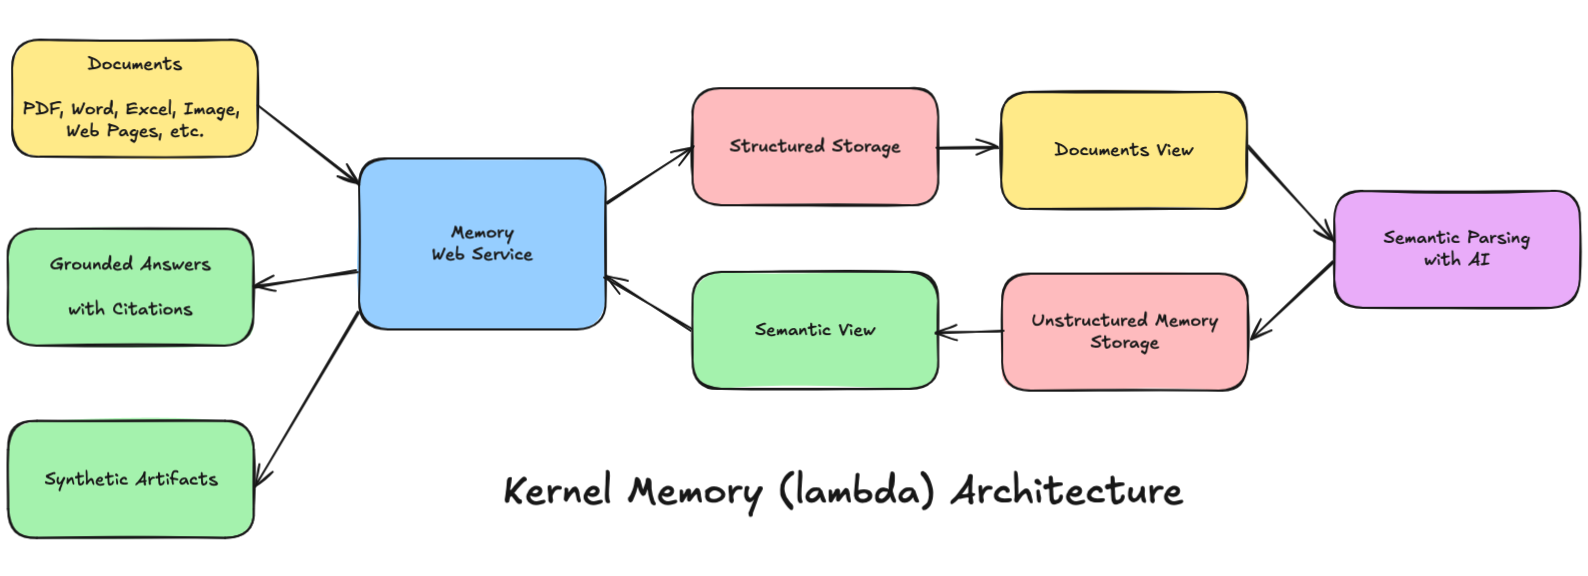 Documents
PDF, Word, Excel, Image,
Web Pages, etc.
Memory
Web Service
Grounded Answers
with Citations
Synthetic Artifacts
Structured Storage
Documents View
Semantic Parsing
with AI
Unstructured Memory
Storage
Semantic View
Kernel Memory (lambda) Architecture